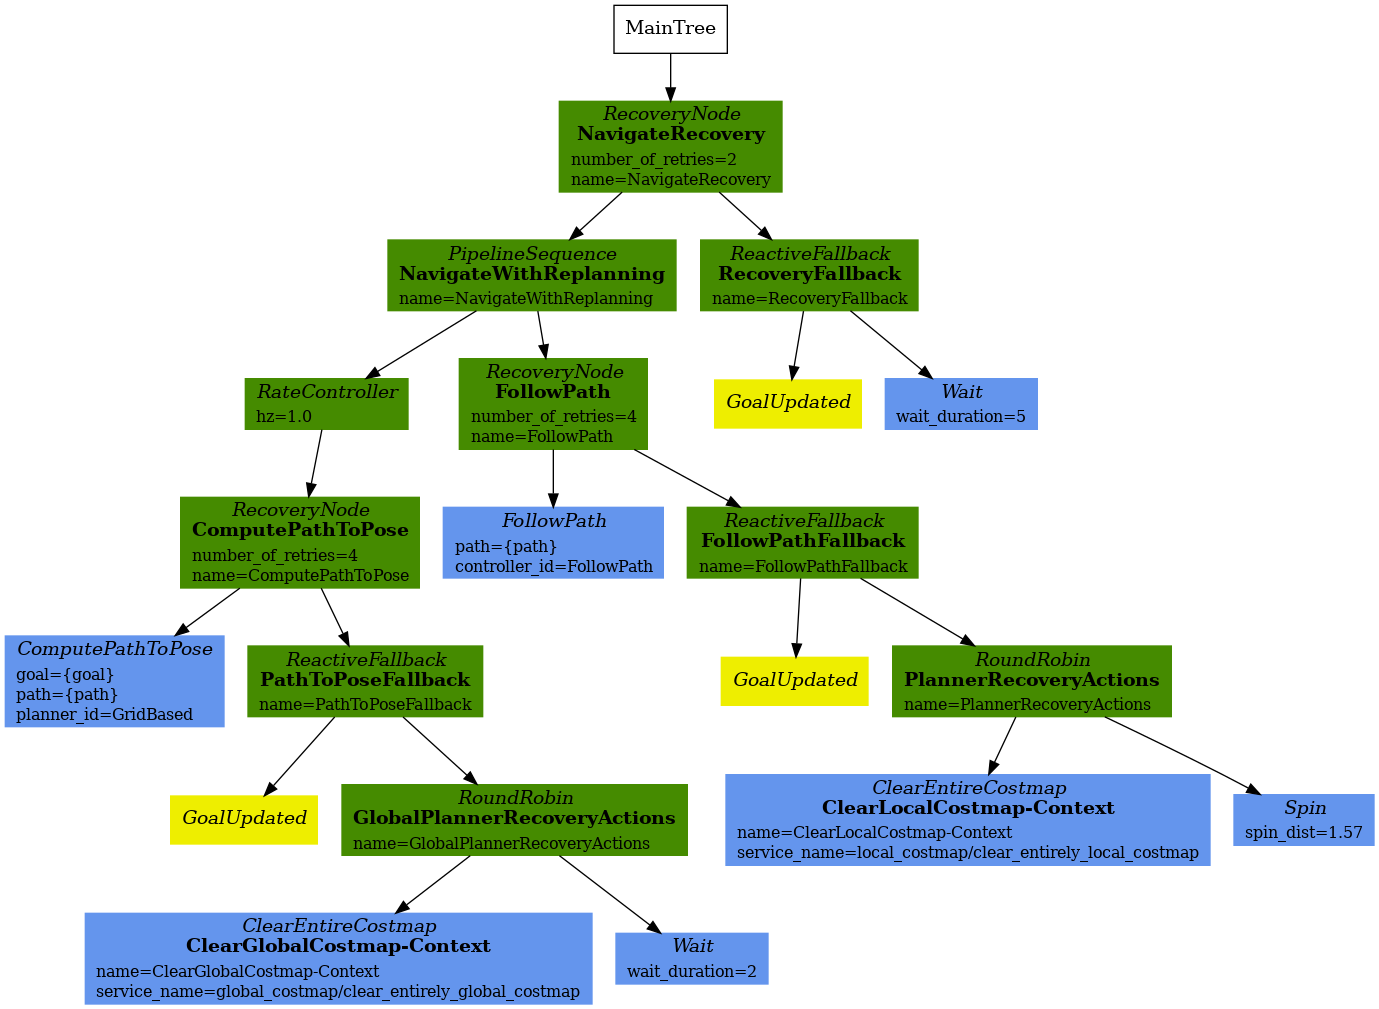 MainTree
RecoveryNode
NavigateRecovery
number_of_retries=2
name=NavigateRecovery
PipelineSequence
NavigateWithReplanning
name=NavigateWithReplanning
ReactiveFallback
RecoveryFallback
name=RecoveryFallback
RateController
hz=1.0
RecoveryNode
FollowPath
number_of_retries=4
name=FollowPath
GoalUpdated
Wait
wait_duration=5
RecoveryNode
ComputePathToPose
number_of_retries=4
name=ComputePathToPose
FollowPath
path={path}
controller_id=FollowPath
ReactiveFallback
FollowPathFallback
name=FollowPathFallback
ComputePathToPose
goal={goal}
path={path}
planner_id=GridBased
ReactiveFallback
PathToPoseFallback
name=PathToPoseFallback
GoalUpdated
RoundRobin
PlannerRecoveryActions
name=PlannerRecoveryActions
GoalUpdated
RoundRobin
GlobalPlannerRecoveryActions
name=GlobalPlannerRecoveryActions
ClearEntireCostmap
ClearLocalCostmap-Context
name=ClearLocalCostmap-Context
service_name=local_costmap/clear_entirely_local_costmap
Spin
spin_dist=1.57
ClearEntireCostmap
ClearGlobalCostmap-Context
name=ClearGlobalCostmap-Context
service_name=global_costmap/clear_entirely_global_costmap
Wait
wait_duration=2